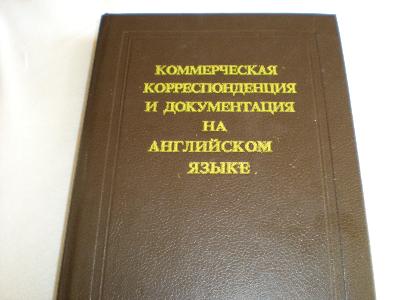 КОММЕРЧЕСКАЯ
КОРРЕСПОНДЕНЦИЯ
И ДОКУМЕНТАЦИЯ
НА
АНГЛИЙСКОМ
ЯЗЫКЕ